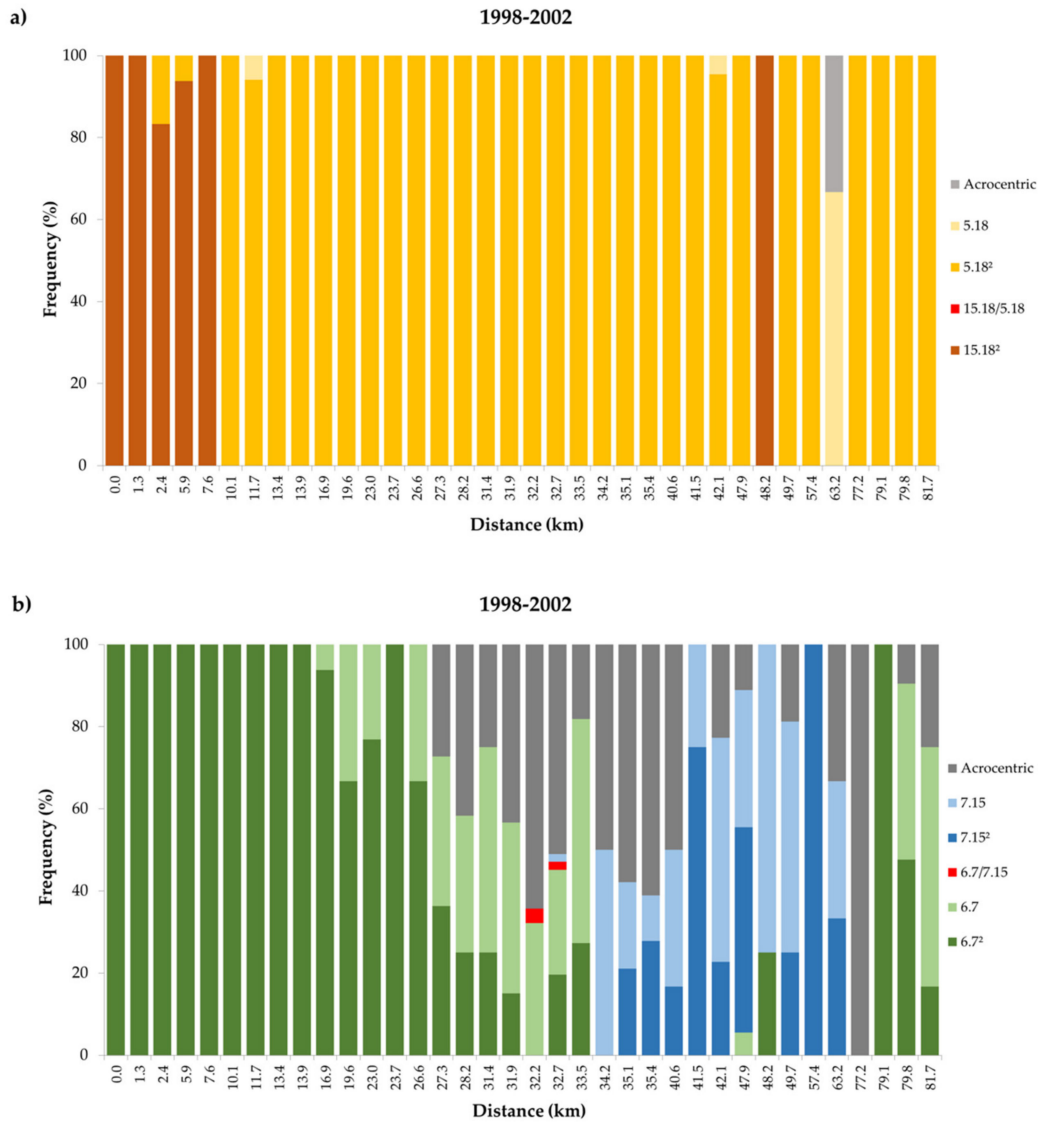 a)
1998-2002
100
80
60
40
20
0
Frequency (%)
0.0 1.3 2.4 5.9 7.6 10.1 11.7 13.4 13.9 16.9 19.6 23.0 23.7 26.6 27.3 28.2 31.4 31.9 32.2 32.7 33.5 34.2 35.1 35.4 40.6 41.5 42.1 47.9 48.2 49.7 57.4 63.2 77.2 79.1 79.8 81.7
Distance (km)
Acrocentric
5.18
5.18²
15.18/5.18
15.18²
b)
1998-2002
100
80
60
40
20
0
Frequency (%)
0.0 1.3 2.4 5.9 7.6 10.1 11.7 13.4 13.9 16.9 19.6 23.0 23.7 26.6 27.3 28.2 31.4 31.9 32.2 32.7 33.5 34.2 35.1 35.4 40.6 41.5 42.1 47.9 48.2 49.7 57.4 63.2 77.2 79.1 79.8 81.7
Distance (km)
Acrocentric
7.15
7.15²
6.7/7.15
6.7
6.7²